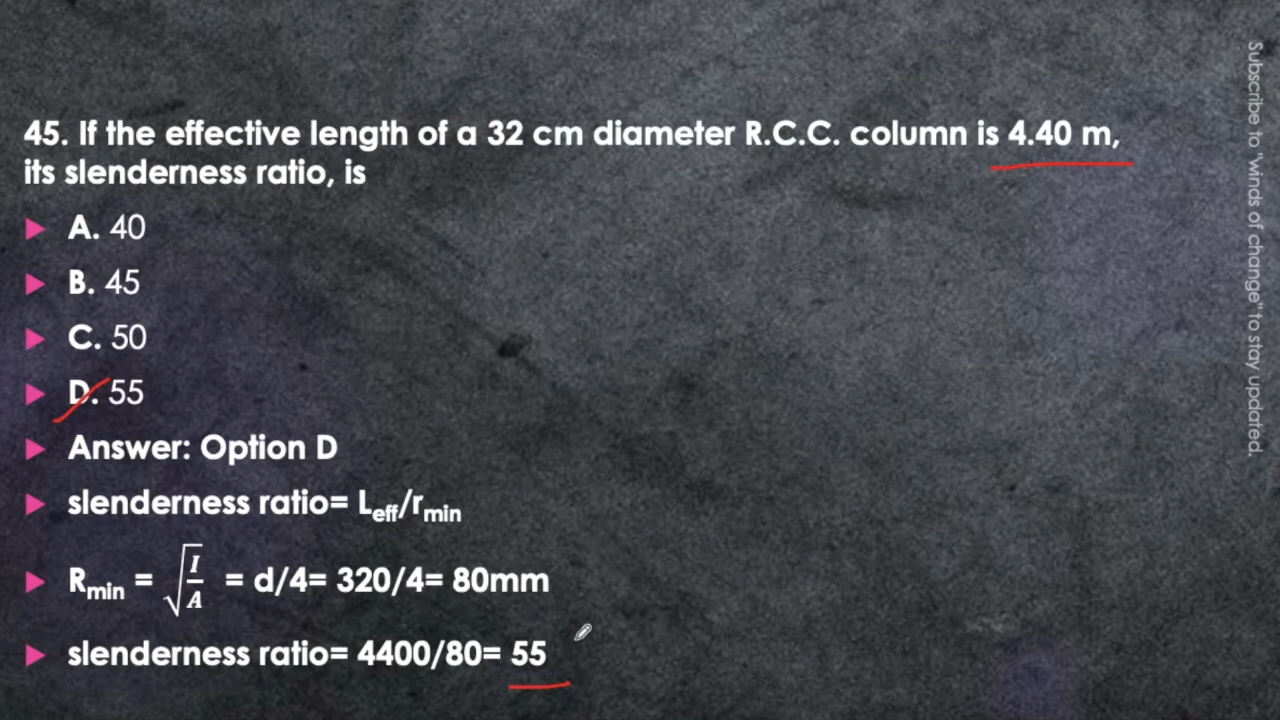 45. If the effective length of a 32 cm diameter R.C.C. column is 4.40 m,
its slenderness ratio, is
A. 40
B. 45
C. 50
D. 55
Answer: Option D
slenderness ratio= Leff/rmin
Rmin = √I/A = d/4= 320/4= 80mm
slenderness ratio= 4400/80= 55
Subscribe to "winds of change" to stay updated.